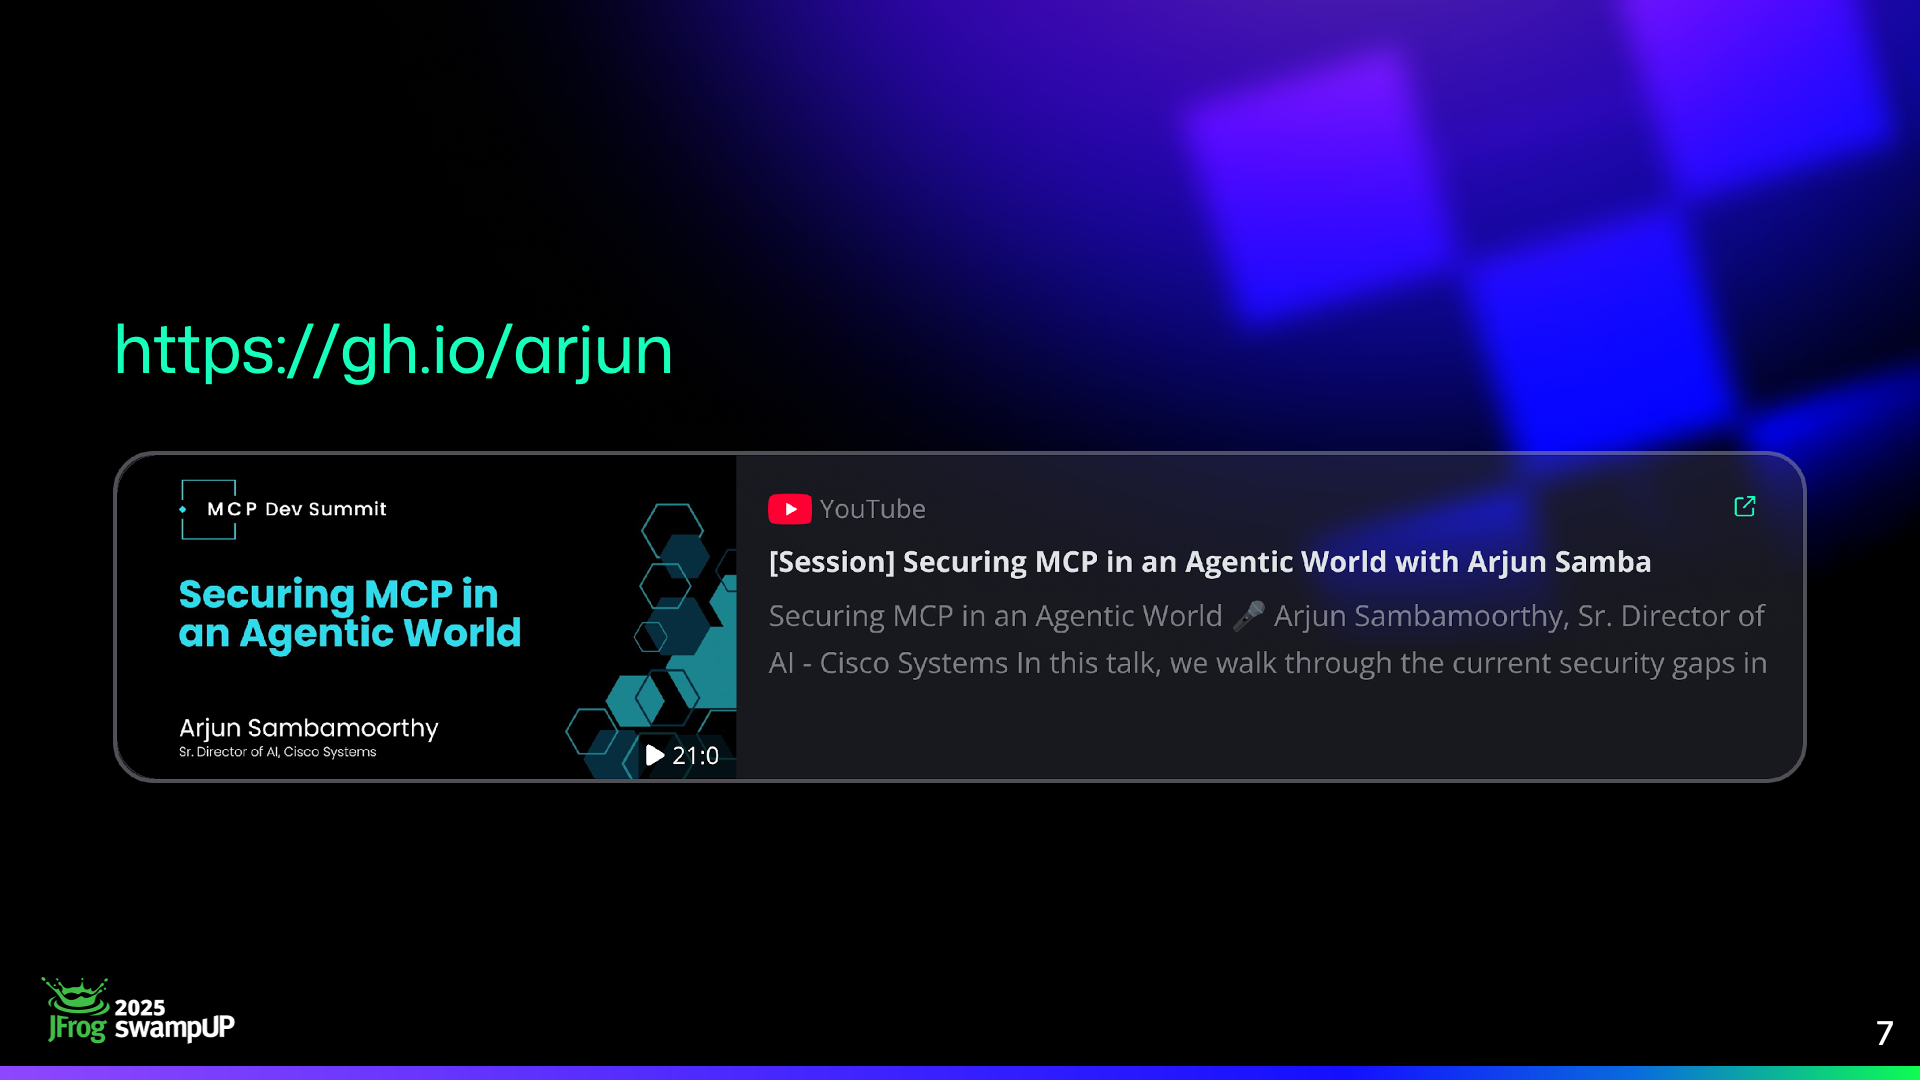 https://gh.io/arjun
MCP Dev Summit
Securing MCP in
an Agentic World
Arjun Sambamoorthy
Sr. Director of AI, Cisco Systems
21:0
YouTube
[Session] Securing MCP in an Agentic World with Arjun Samba
Securing MCP in an Agentic World 🎤 Arjun Sambamoorthy, Sr. Director of
AI - Cisco Systems In this talk, we walk through the current security gaps in
JFrog
2025
swampUP
7